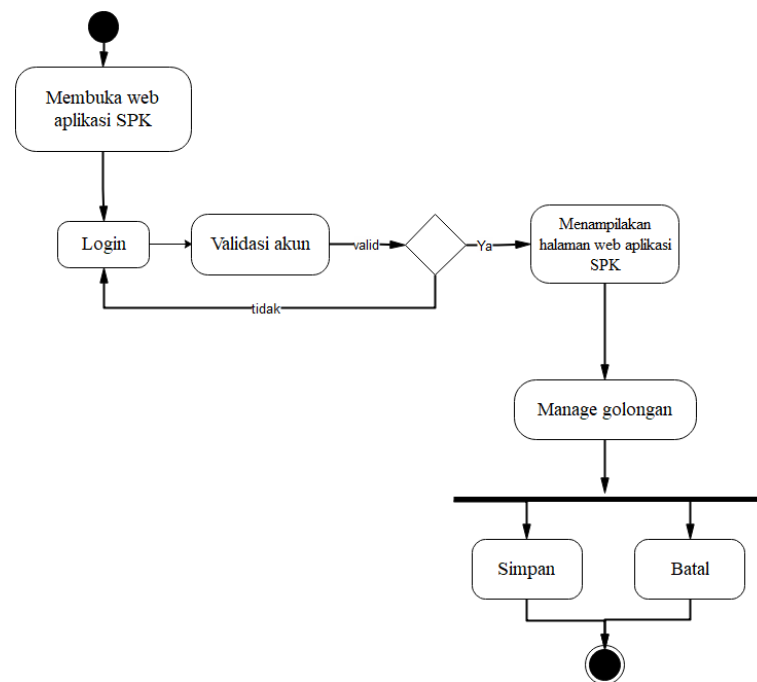 Membuka web
aplikasi SPK
Login
Validasi akun
valid
Ya
Menampilakan
halaman web aplikasi
SPK
tidak
Manage golongan
Simpan
Batal